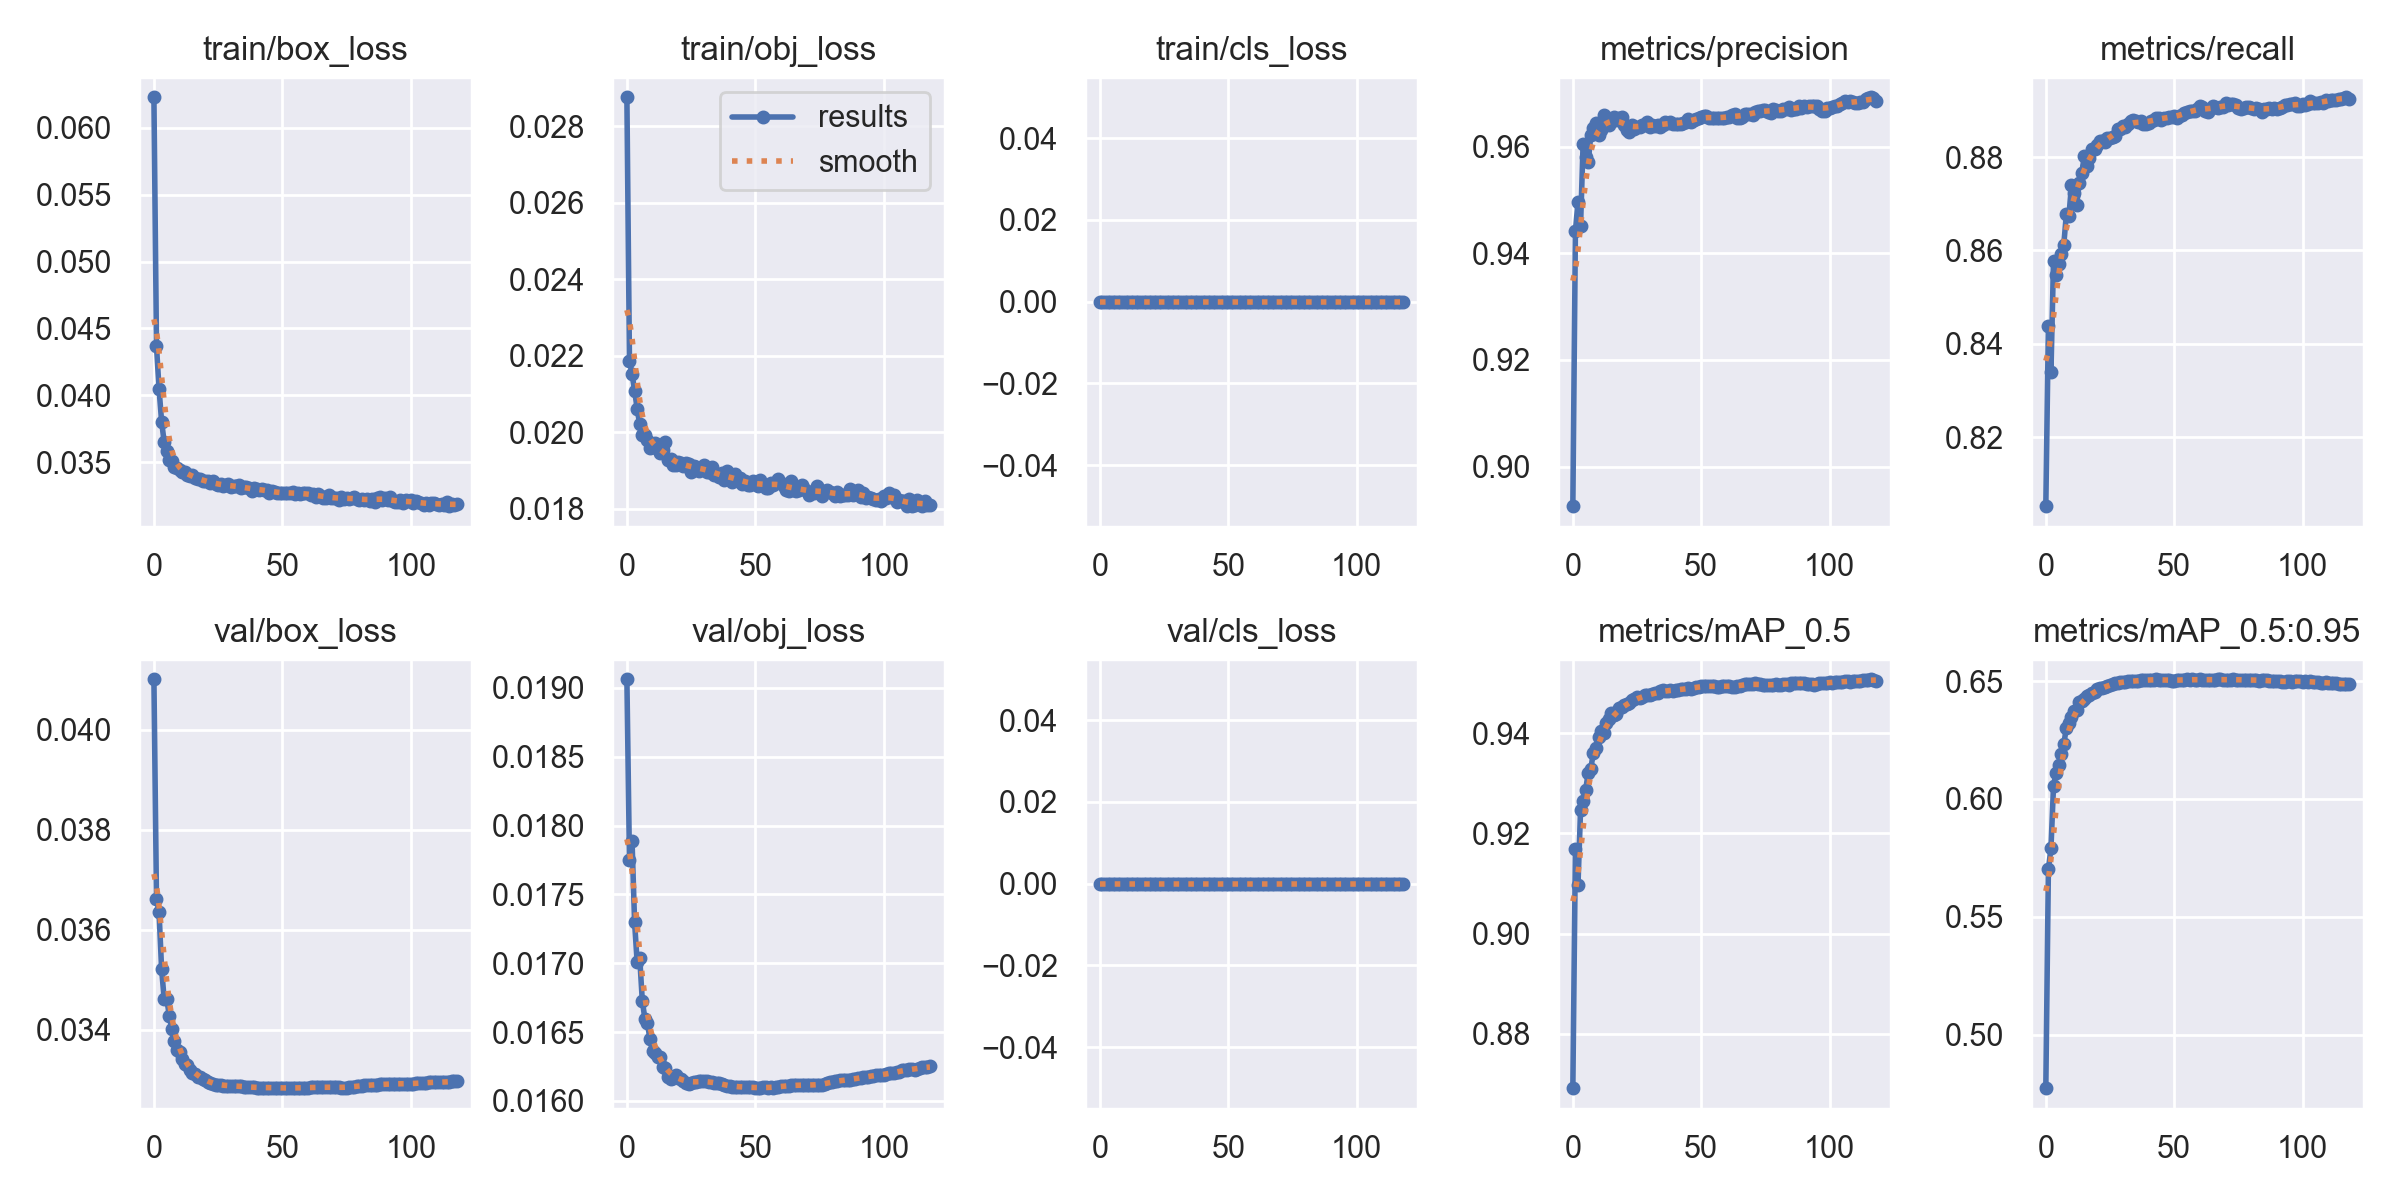 train/box_loss
0.060
0.055
0.050
0.045
0.040
0.035
0 50 100
train/obj_loss
results
smooth
0.028
0.026
0.024
0.022
0.020
0.018
0 50 100
train/cls_loss
0.04
0.02
0.00
−0.02
−0.04
0 50 100
metrics/precision
0.96
0.94
0.92
0.90
0 50 100
metrics/recall
0.88
0.86
0.84
0.82
0 50 100
val/box_loss
0.040
0.038
0.036
0.034
0 50 100
val/obj_loss
0.0190
0.0185
0.0180
0.0175
0.0170
0.0165
0.0160
0 50 100
val/cls_loss
0.04
0.02
0.00
−0.02
−0.04
0 50 100
metrics/mAP_0.5
0.94
0.92
0.90
0.88
0 50 100
metrics/mAP_0.5:0.95
0.65
0.60
0.55
0.50
0 50 100